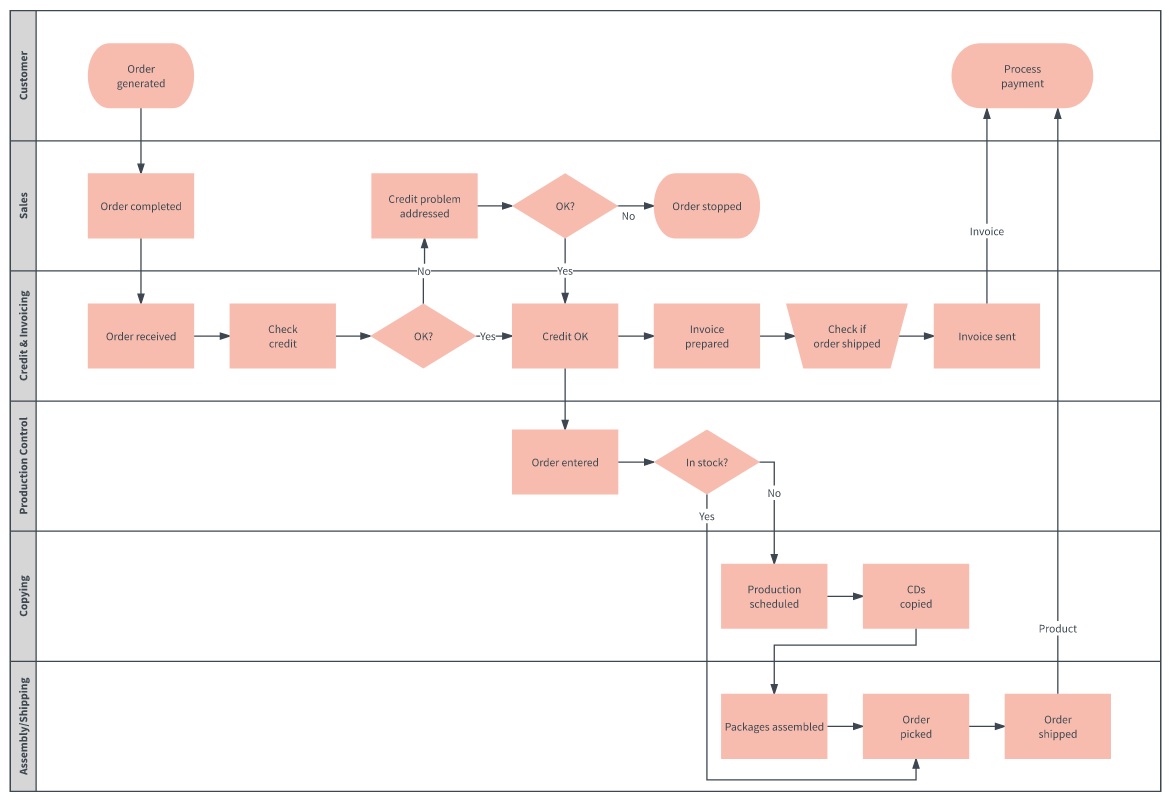 Customer
Order
generated
Process
payment
Sales
Order completed
Credit problem
addressed
OK?
No
Order stopped
Invoice
No
Yes
Credit & Invoicing
Order received
Check
credit
OK?
Yes
Credit OK
Invoice
prepared
Check if
order shipped
Invoice sent
Production Control
Order entered
In stock?
No
Yes
Copying
Production
scheduled
CDs
copied
Product
Assembly/Shipping
Packages assembled
Order
picked
Order
shipped